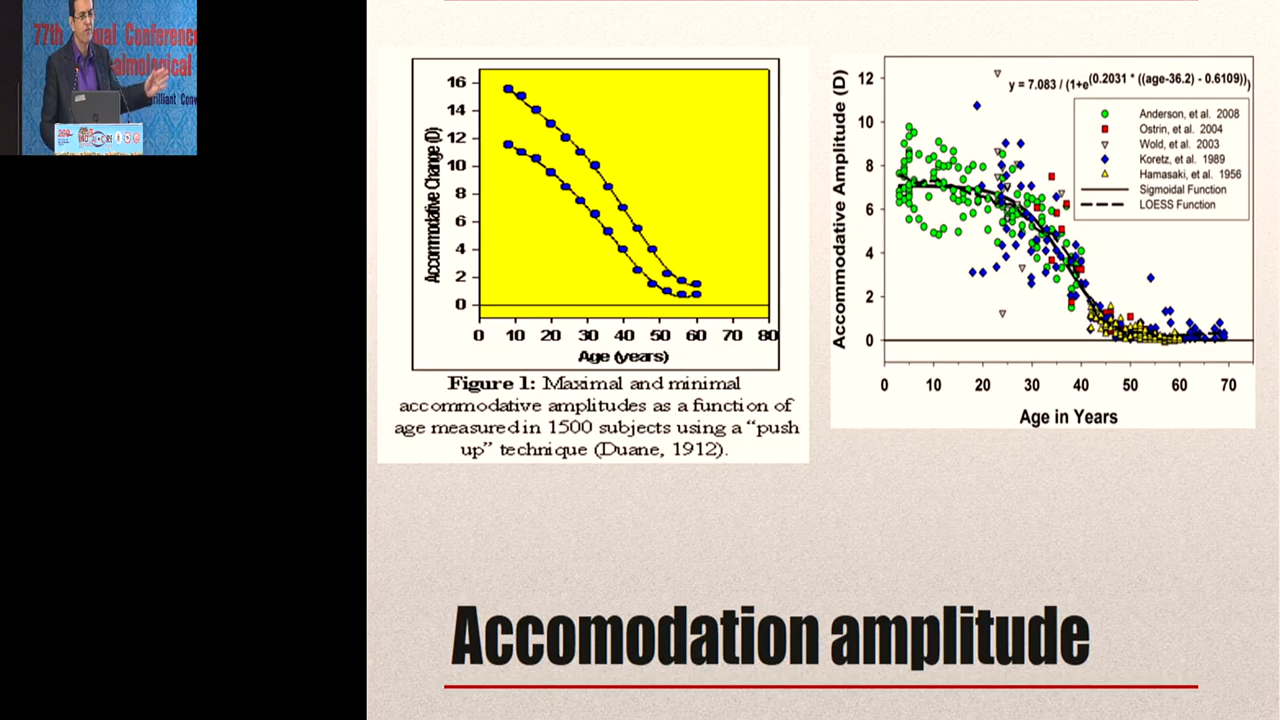 77th
ual Conference
almological
rilliant Conv
16
14
12
10
8
6
4
2
0
Accommodative Change (D)
0 10 20 30 40 50 60 70 80
Age (years)
Figure 1: Maximal and minimal
accommodative amplitudes as a function of
age measured in 1500 subjects using a “push
up” technique (Duane, 1912).
y = 7.083 / (1+e(0.2031 * ((age-36.2) - 0.6109))
12
10
8
6
4
2
0
Accommodative Amplitude (D)
Anderson, et al. 2008
Ostrin, et al. 2004
Wold, et al. 2003
Koretz, et al. 1989
Hamasaki, et al. 1956
Sigmoidal Function
LOESS Function
0 10 20 30 40 50 60 70
Age in Years
Accomodation amplitude